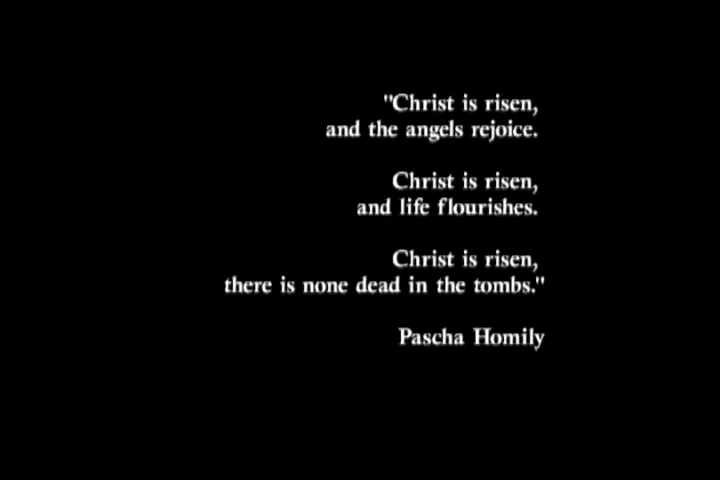 "Christ is risen,
and the angels rejoice.
Christ is risen,
and life flourishes.
Christ is risen,
there is none dead in the tombs."
Pascha Homily